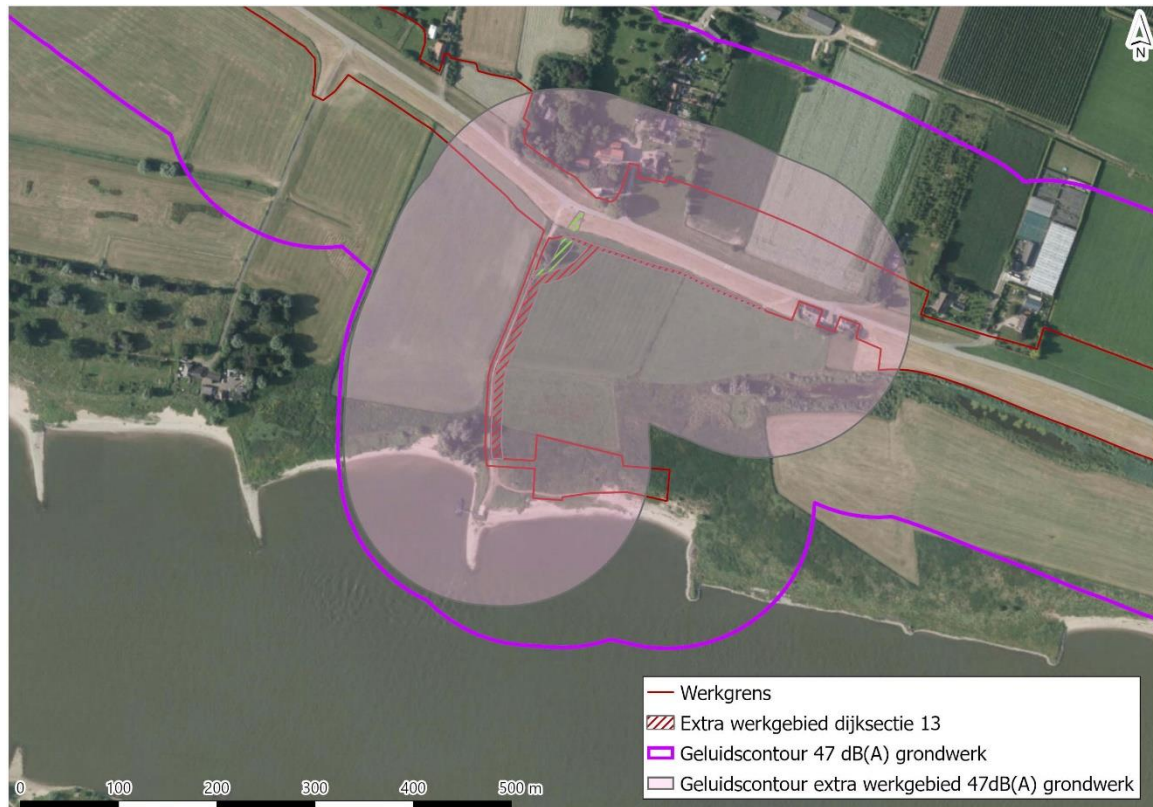 N
0 100 200 300 400 500 m
Werkgrens
Extra werkgebied dijksectie 13
Geluidscontour 47 dB(A) grondwerk
Geluidscontour extra werkgebied 47dB(A) grondwerk